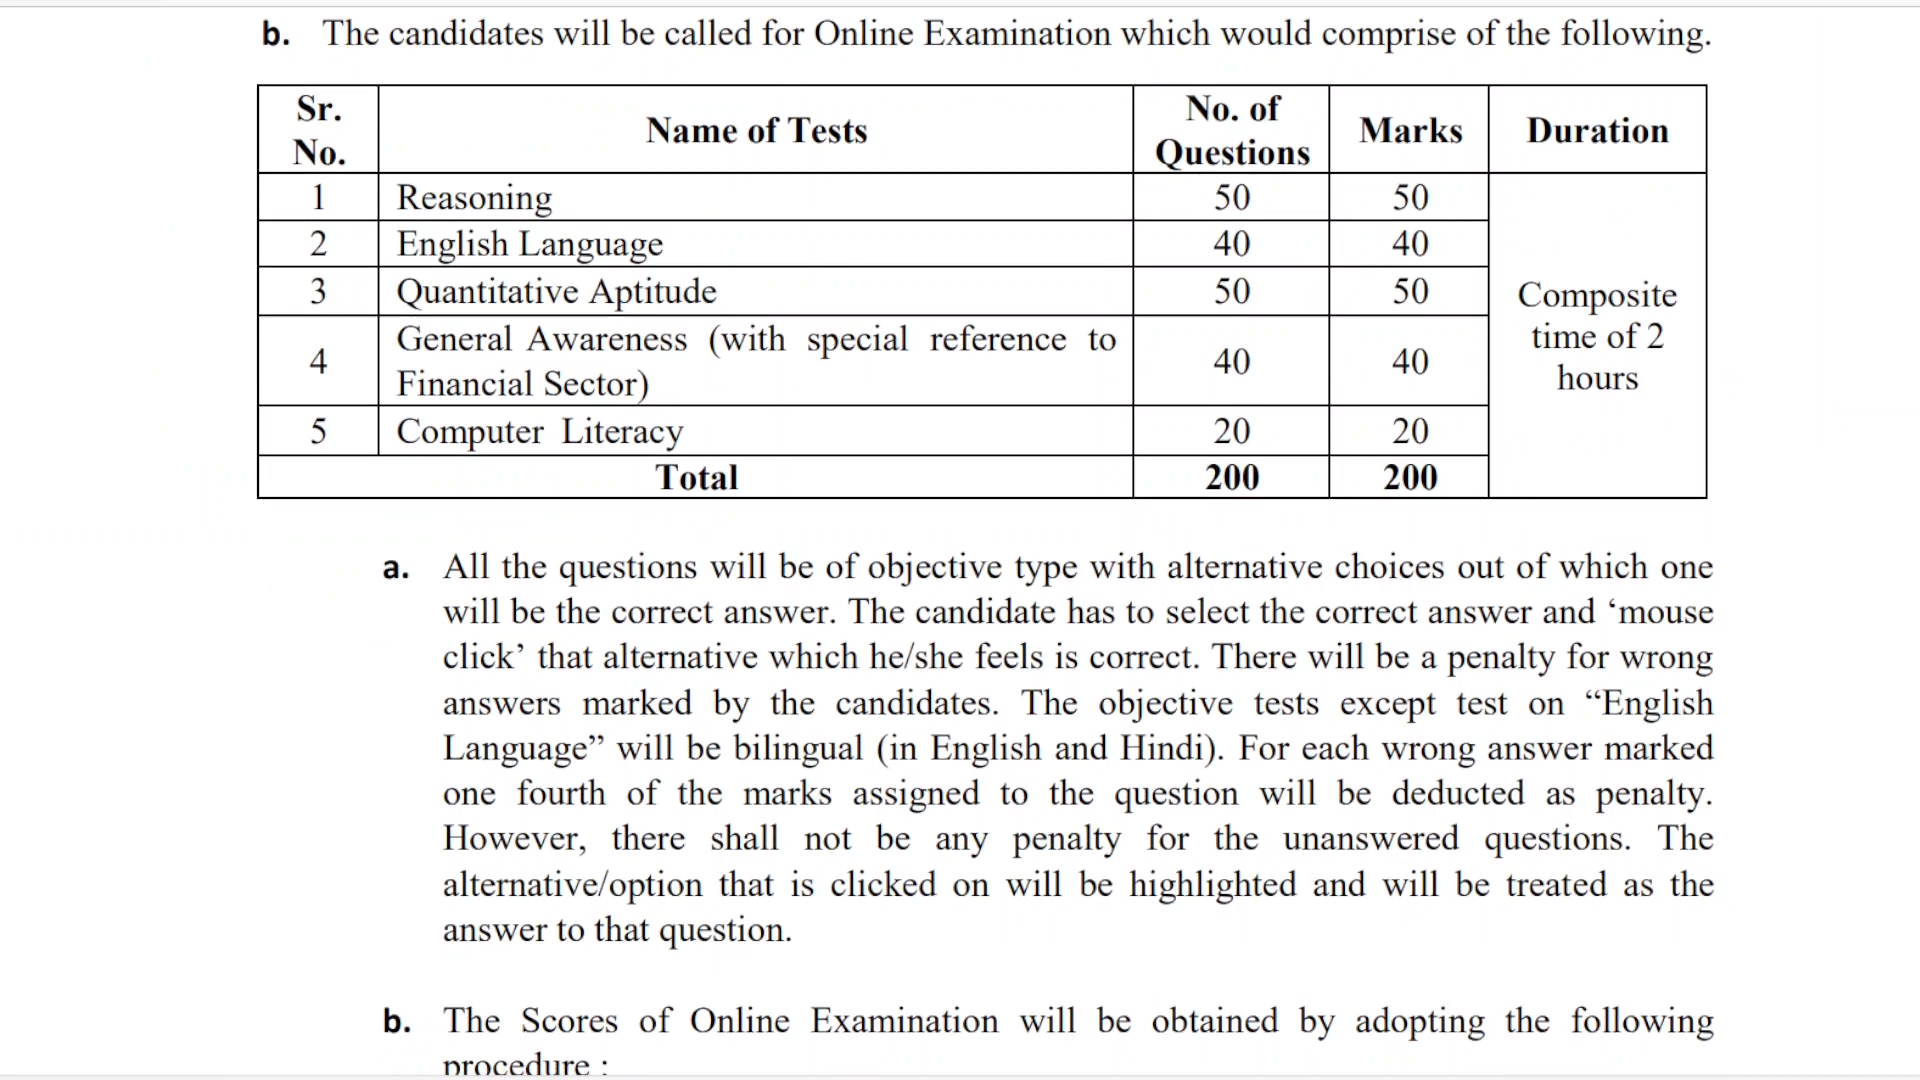 b. The candidates will be called for Online Examination which would comprise of the following.
Sr. No. Name of Tests No. of Questions Marks Duration
1 Reasoning 50 50 Composite time of 2 hours
2 English Language 40 40
3 Quantitative Aptitude 50 50
4 General Awareness (with special reference to Financial Sector) 40 40
5 Computer Literacy 20 20
Total 200 200
a. All the questions will be of objective type with alternative choices out of which one
will be the correct answer. The candidate has to select the correct answer and ‘mouse
click’ that alternative which he/she feels is correct. There will be a penalty for wrong
answers marked by the candidates. The objective tests except test on “English
Language” will be bilingual (in English and Hindi). For each wrong answer marked
one fourth of the marks assigned to the question will be deducted as penalty.
However, there shall not be any penalty for the unanswered questions. The
alternative/option that is clicked on will be highlighted and will be treated as the
answer to that question.
b. The Scores of Online Examination will be obtained by adopting the following
procedure :